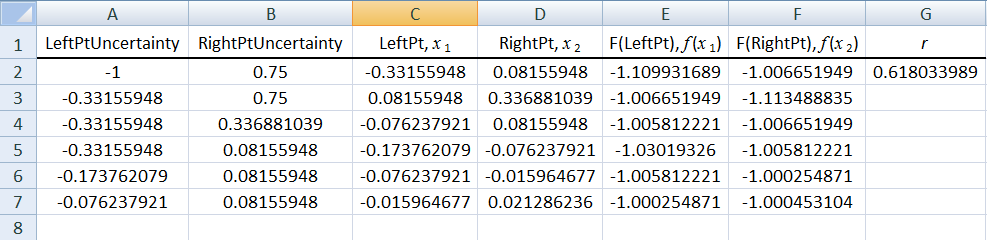 A B C D E F G
1 LeftPtUncertainty RightPtUncertainty LeftPt, x 1 RightPt, x 2 F(LeftPt), f(x 1) F(RightPt), f(x 2) r
2 -1 0.75 -0.33155948 0.08155948 -1.109931689 -1.006651949 0.618033989
3 -0.33155948 0.75 0.08155948 0.336881039 -1.006651949 -1.113488835
4 -0.33155948 0.336881039 -0.076237921 0.08155948 -1.005812221 -1.006651949
5 -0.33155948 0.08155948 -0.173762079 -0.076237921 -1.03019326 -1.005812221
6 -0.173762079 0.08155948 -0.076237921 -0.015964677 -1.005812221 -1.000254871
7 -0.076237921 0.08155948 -0.015964677 0.021286236 -1.000254871 -1.000453104
8